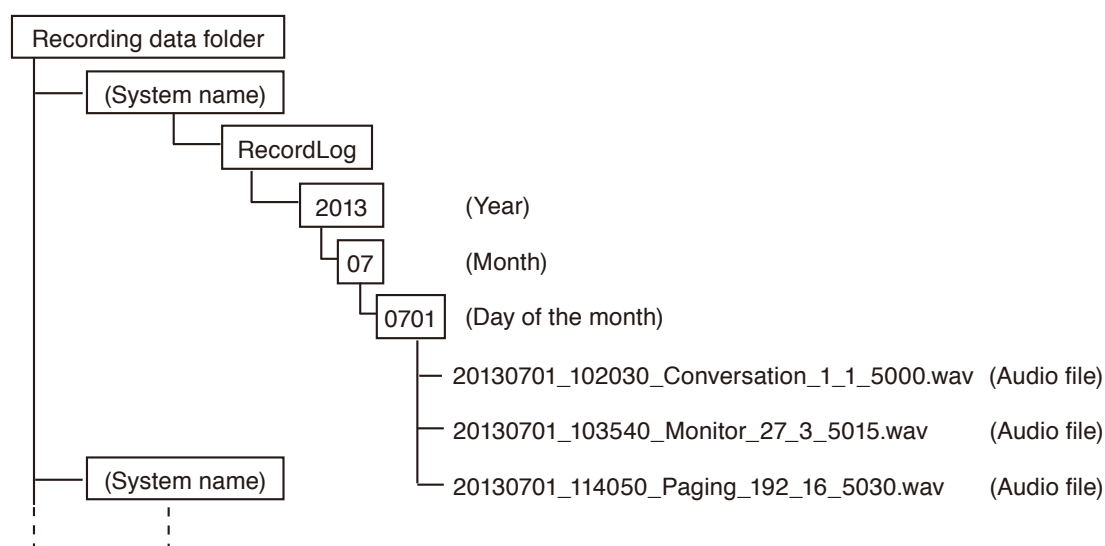 Recording data folder
(System name)
RecordLog
2013 (Year)
07 (Month)
0701 (Day of the month)
20130701_102030_Conversation_1_1_5000.wav (Audio file)
20130701_103540_Monitor_27_3_5015.wav (Audio file)
(System name)
20130701_114050_Paging_192_16_5030.wav (Audio file)